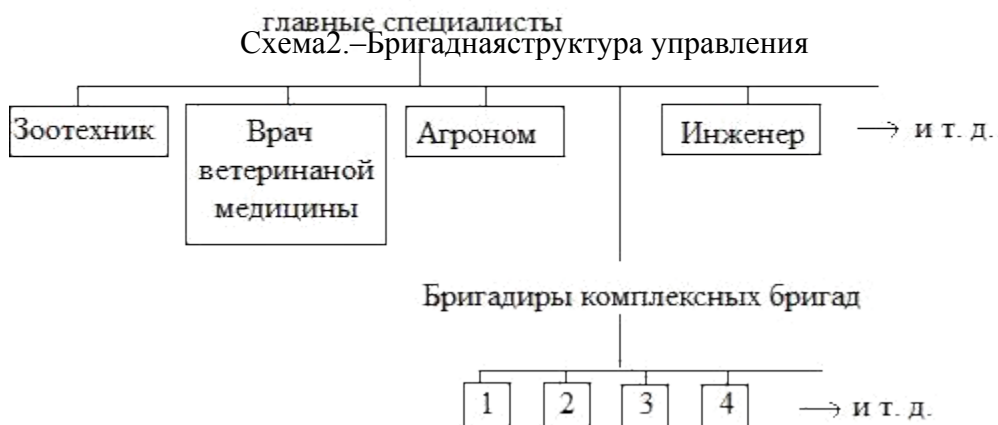 главные специалисты
Схема2.–Бригаднаяструктура управления
Зоотехник
Врач
ветеринаной
медицины
Агроном
Инженер
и т. д.
Бригадиры комплексных бригад
1 2 3 4 и т. д.